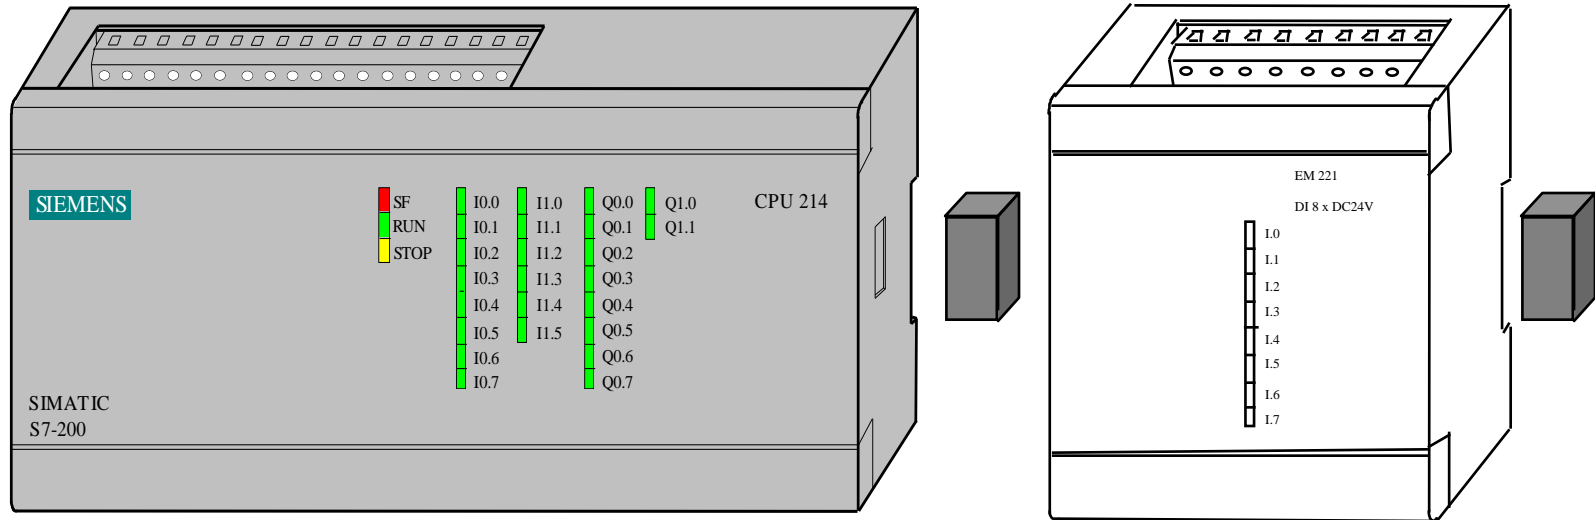 SIEMENS
SF
RUN
STOP
I0.0
I0.1
I0.2
I0.3
I0.4
I0.5
I0.6
I0.7
I1.0
I1.1
I1.2
I1.3
I1.4
I1.5
Q0.0
Q0.1
Q0.2
Q0.3
Q0.4
Q0.5
Q0.6
Q0.7
Q1.0
Q1.1
CPU 214
SIMATIC
S7-200
EM 221
DI 8 x DC24V
I.0
I.1
I.2
I.3
I.4
I.5
I.6
I.7